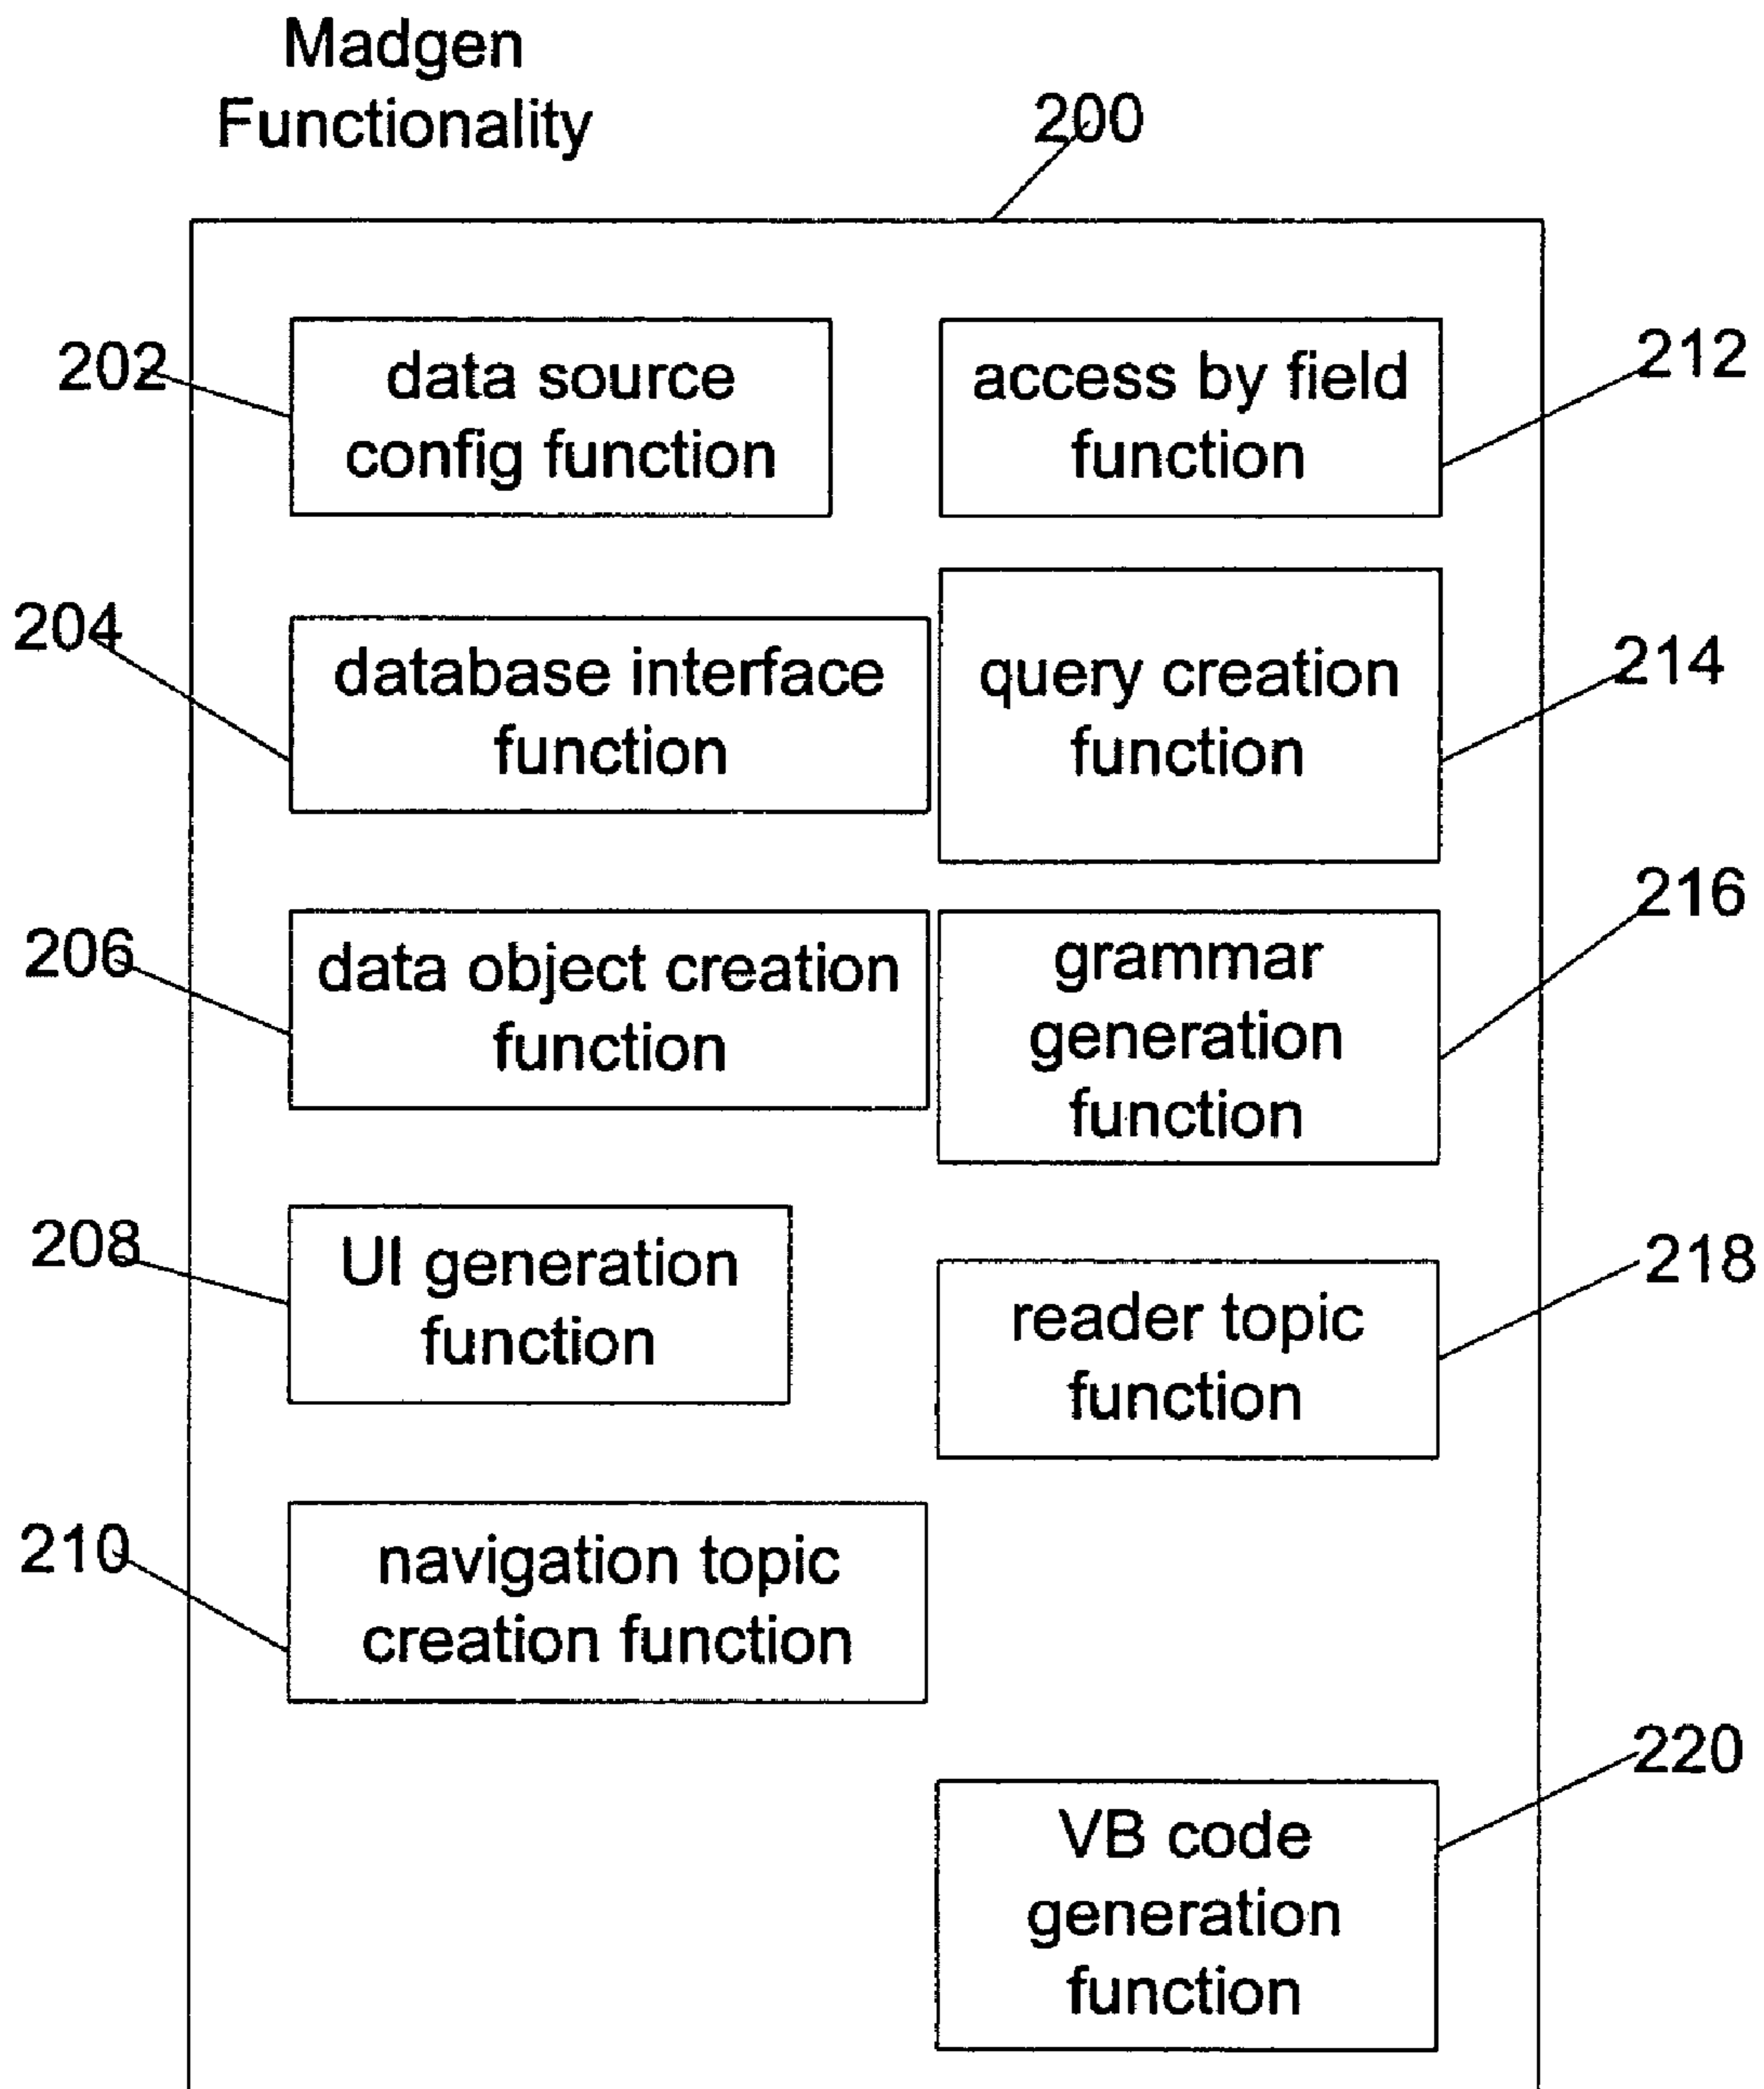 Madgen
Functionality
200
202
data source
config function
access by field
function
212
204
database interface
function
query creation
function
214
206
data object creation
function
grammar
generation
function
216
208
UI generation
function
reader topic
function
218
210
navigation topic
creation function
VB code
generation
function
220